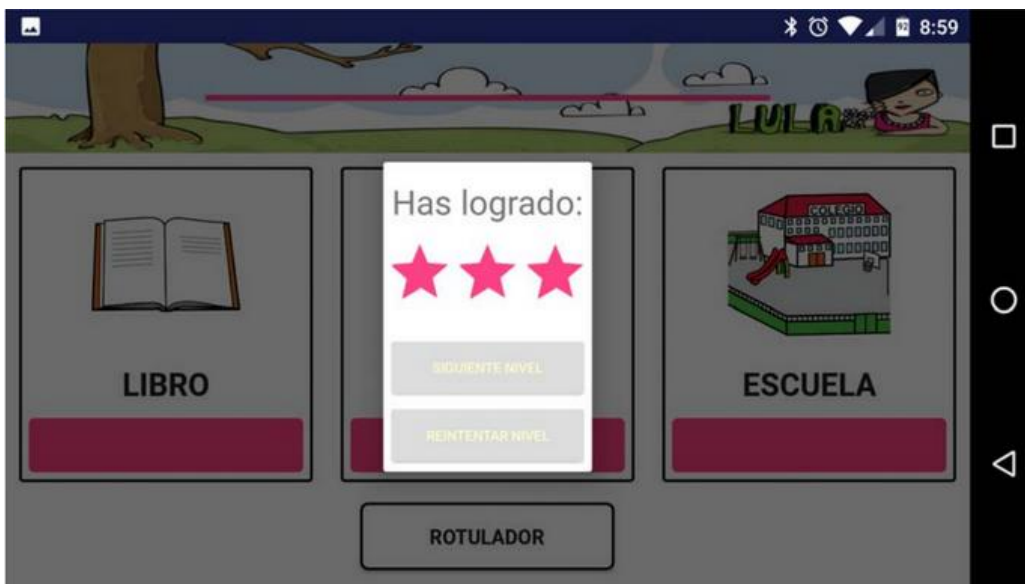 8:59
LULA
Has logrado:
COLEGIO
SIGUIENTE NIVEL
REINTENTAR NIVEL
LIBRO
ESCUELA
ROTULADOR